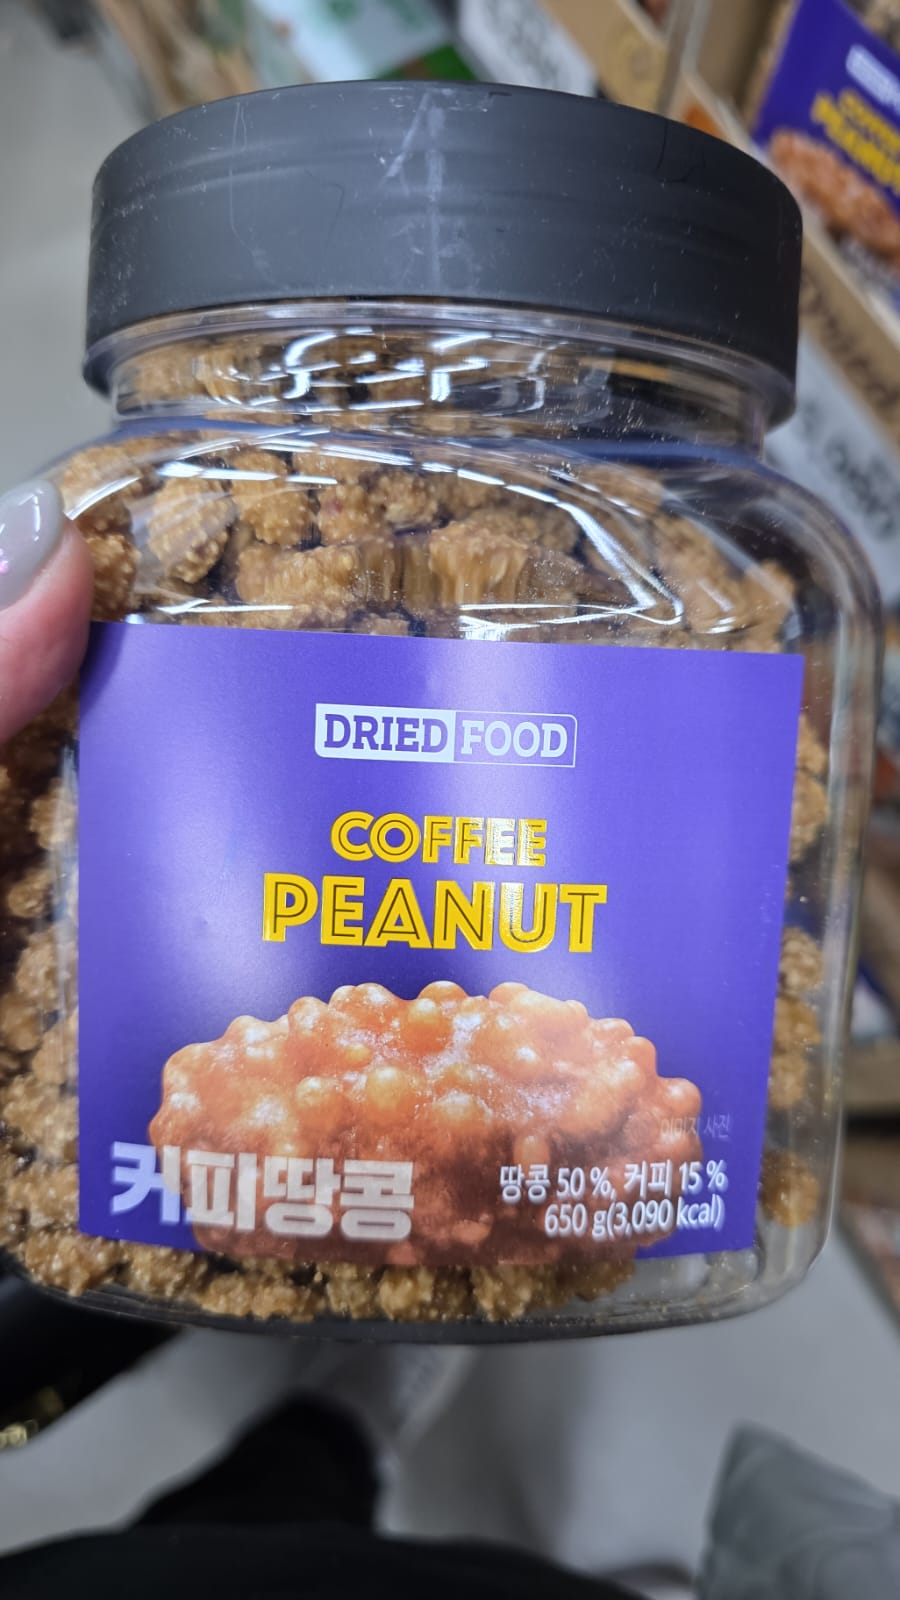 DRIED FOOD
COFFEE
PEANUT
이미지 사진
커피땅콩
땅콩 50 %, 커피 15 %
650 g(3,090 kcal)